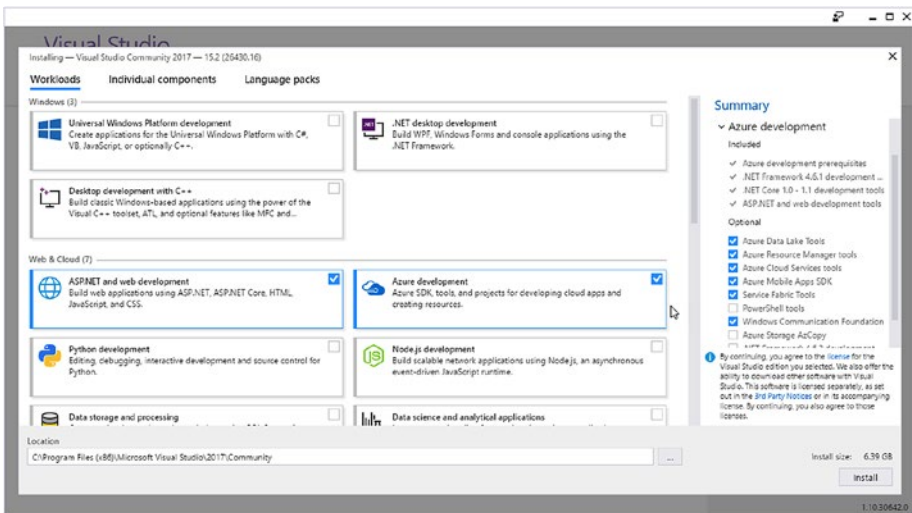 Visual Studio
Installing — Visual Studio Community 2017 — 15.2 (26430.16)
Workloads
Individual components
Language packs
Windows (3)
Universal Windows Platform development
Create applications for the Universal Windows Platform with C#,
VB, JavaScript, or optionally C++.
.NET desktop development
Build WPF, Windows Forms and console applications using the
.NET Framework.
Desktop development with C++
Build classic Windows-based applications using the power of the
Visual C++ toolset, ATL, and optional features like MFC and...
Web & Cloud (7)
ASP.NET and web development
Build web applications using ASP.NET, ASP.NET Core, HTML,
JavaScript, and CSS.
Azure development
Azure SDK, tools, and projects for developing cloud apps and
creating resources.
Python development
Editing, debugging, interactive development and source control for
Python.
Node.js development
Build scalable network applications using Node.js, an asynchronous
event-driven JavaScript runtime.
Data storage and processing
Data science and analytical applications
Summary
Azure development
Included
Azure development prerequisites
.NET Framework 4.6.1 development ...
.NET Core 1.0 - 1.1 development tools
ASP.NET and web development tools
Optional
Azure Data Lake Tools
Azure Resource Manager tools
Azure Cloud Services tools
Azure Mobile Apps SDK
Service Fabric Tools
PowerShell tools
Windows Communication Foundation
Azure Storage AzCopy
By continuing, you agree to the license for the
Visual Studio edition you selected. We also offer the
ability to download other software with Visual
Studio. This software is licensed separately, as set
out in the 3rd Party Notices or in its accompanying
license. By continuing, you also agree to those
licenses.
Location
C:\Program Files (x86)\Microsoft Visual Studio\2017\Community
...
Install size: 6.39 GB
Install
1.10.30642.0